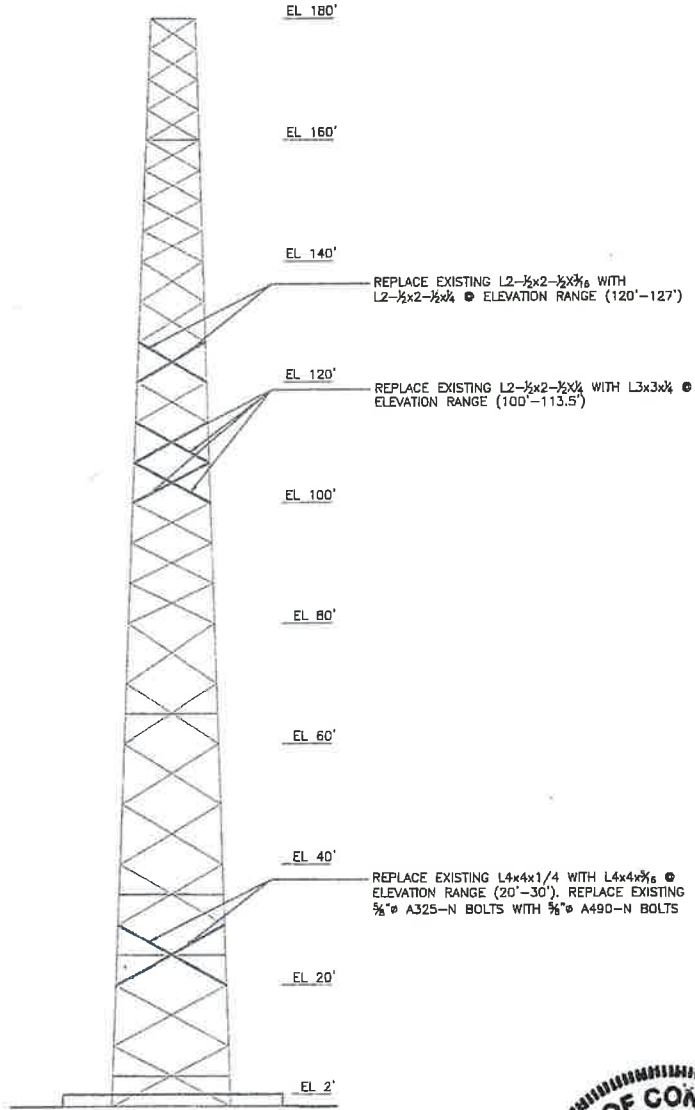 EL 180'
EL 160'
EL 140'
REPLACE EXISTING L2-½x2-½X3/16 WITH
L2-½x2-½x¼ @ ELEVATION RANGE (120'-127')
EL 120'
REPLACE EXISTING L2-½x2-½X¼ WITH L3x3x¼ @
ELEVATION RANGE (100'-113.5')
EL 100'
EL 80'
EL 60'
EL 40'
REPLACE EXISTING L4x4x1/4 WITH L4x4x5/16 @
ELEVATION RANGE (20'-30'). REPLACE EXISTING
⅝"ø A325-N BOLTS WITH ⅝"ø A490-N BOLTS
EL 20'
EL 2'
OF CON